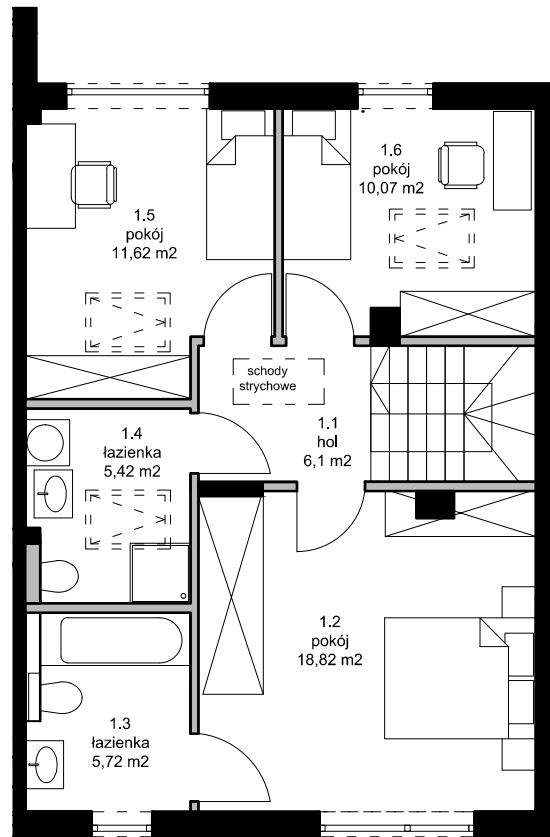 1.5
pokój
11,62 m2
1.6
pokój
10,07 m2
schody
strychowe
1.1
hol
6,1 m2
1.4
łazienka
5,42 m2
1.2
pokój
18,82 m2
1.3
łazienka
5,72 m2